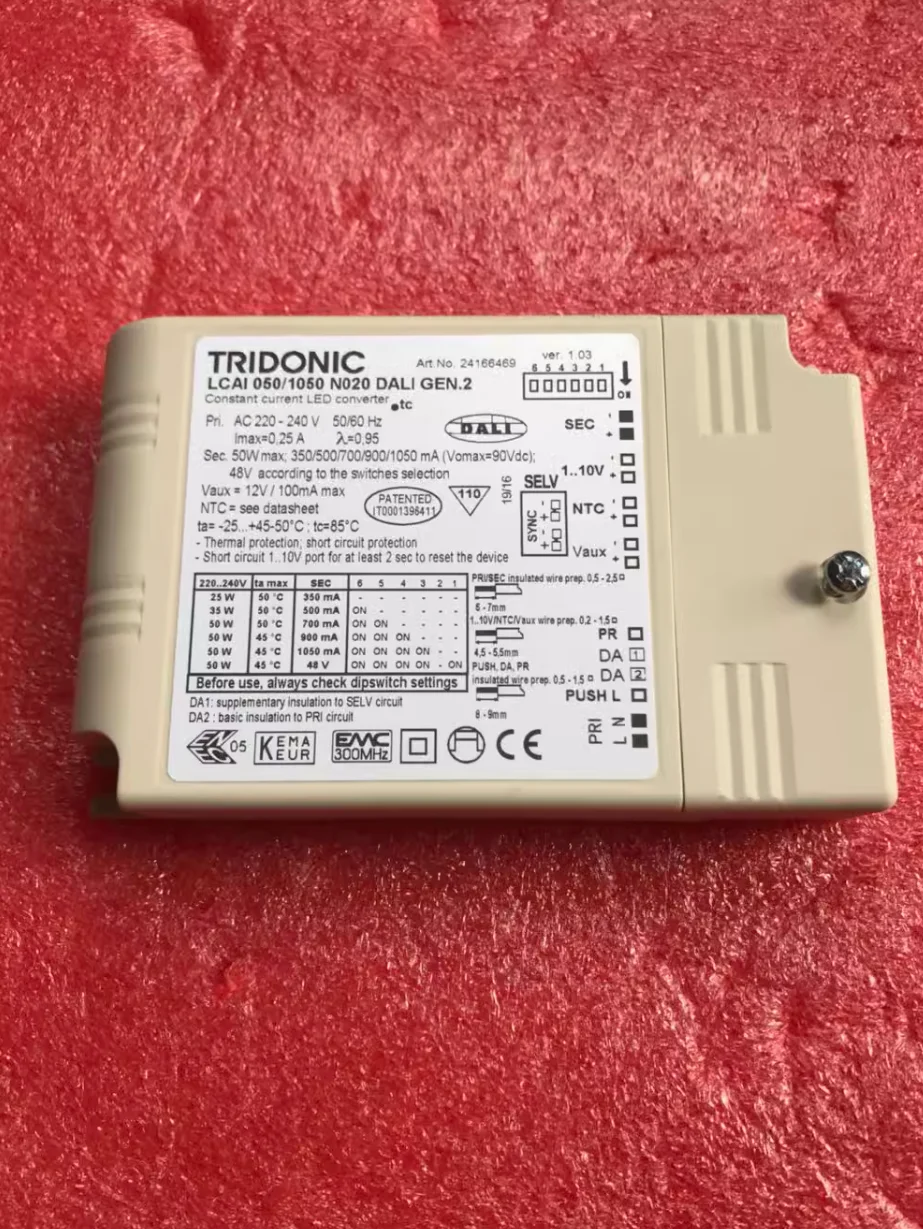 TRIDONIC
Art.No. 24166469
ver. 1.03
LCAI 050/1050 N020 DALI GEN.2
6 5 4 3 2 1
ON
Constant current LED converter
tc
Pri. AC 220 - 240 V 50/60 Hz
Imax=0,25 A λ=0,95
DALI
SEC - +
Sec. 50W max; 350/500/700/900/1050 mA (Vomax=90Vdc);
48V according to the switches selection
1..10V - +
SELV
Vaux = 12V / 100mA max
PATENTED
IT0001396411
110
19/16
NTC = see datasheet
SYNC - + - +
NTC - +
ta= -25...+45-50°C ; tc=85°C
- Thermal protection; short circuit protection
- Short circuit 1..10V port for at least 2 sec to reset the device
Vaux - +
220..240V ta max SEC 6 5 4 3 2 1
25 W 50 °C 350 mA - - - - - -
35 W 50 °C 500 mA ON - - - - -
50 W 50 °C 700 mA ON ON - - - -
50 W 45 °C 900 mA ON ON ON - - -
50 W 45 °C 1050 mA ON ON ON ON - -
50 W 45 °C 48 V ON ON ON ON - ON
Before use, always check dipswitch settings
DA1: supplementary insulation to SELV circuit
DA2 : basic insulation to PRI circuit
PRI/SEC insulated wire prep. 0,5 - 2,5
6 - 7mm
1..10V/NTC/Vaux wire prep. 0.2 - 1,5
4,5 - 5,5mm
PUSH, DA, PR
insulated wire prep. 0,5 - 1,5
8 - 9mm
PR
DA 1
DA 2
PUSH L
PRI L N
ENEC 05
KEMA
KEUR
EMC
300MHz
CE